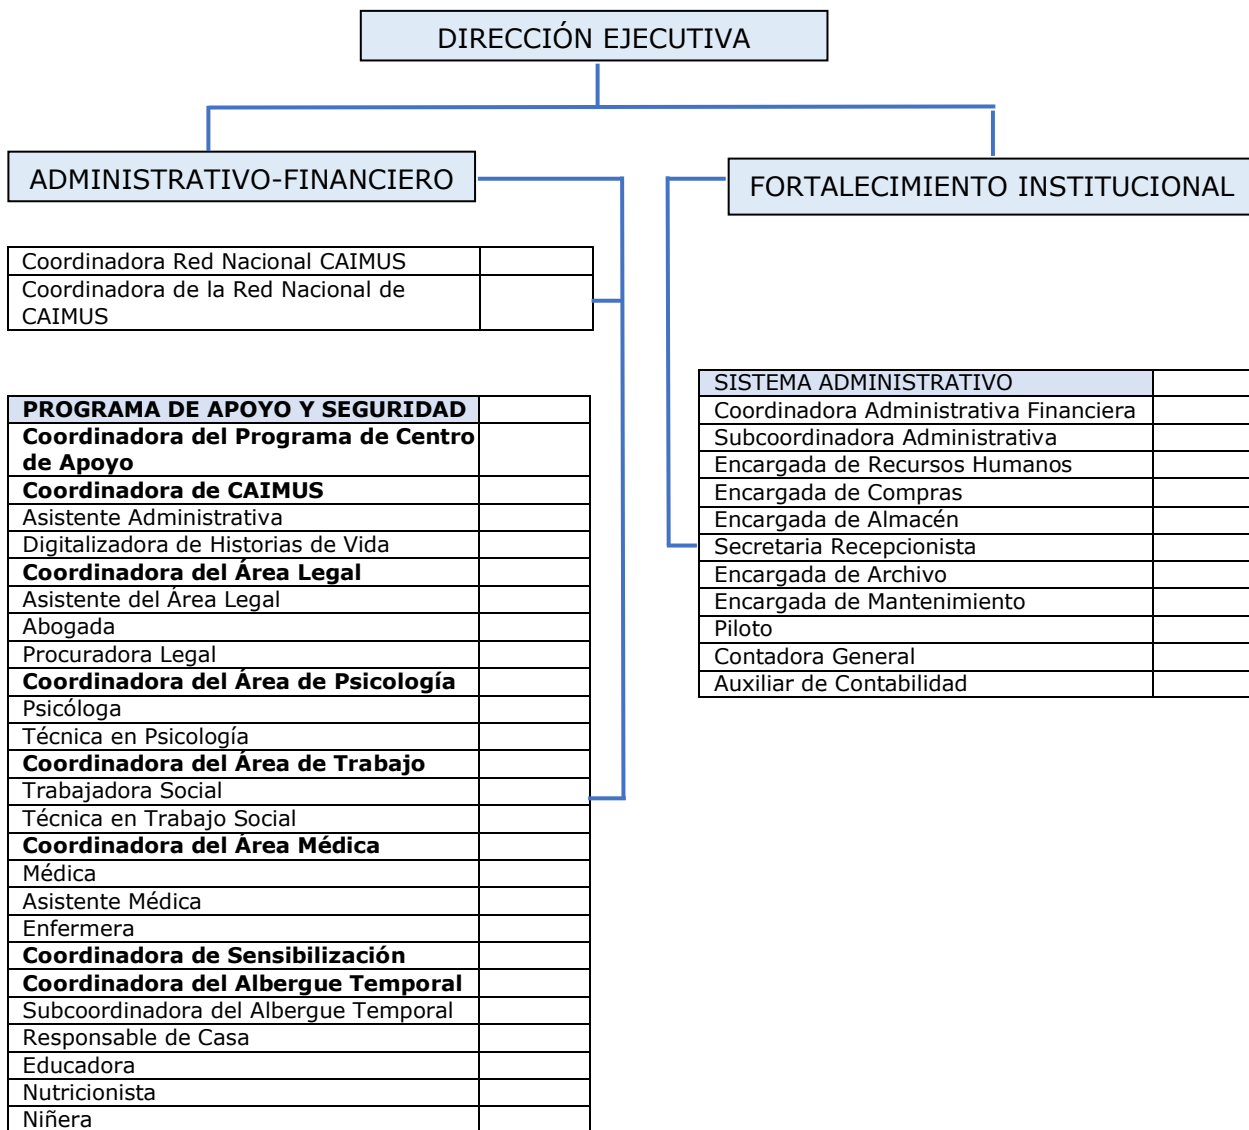 DIRECCIÓN EJECUTIVA
ADMINISTRATIVO-FINANCIERO
FORTALECIMIENTO INSTITUCIONAL
Coordinadora Red Nacional CAIMUS
Coordinadora de la Red Nacional de
CAIMUS
PROGRAMA DE APOYO Y SEGURIDAD
Coordinadora del Programa de Centro
de Apoyo
Coordinadora de CAIMUS
Asistente Administrativa
Digitalizadora de Historias de Vida
Coordinadora del Área Legal
Asistente del Área Legal
Abogada
Procuradora Legal
Coordinadora del Área de Psicología
Psicóloga
Técnica en Psicología
Coordinadora del Área de Trabajo
Trabajadora Social
Técnica en Trabajo Social
Coordinadora del Área Médica
Médica
Asistente Médica
Enfermera
Coordinadora de Sensibilización
Coordinadora del Albergue Temporal
Subcoordinadora del Albergue Temporal
Responsable de Casa
Educadora
Nutricionista
Niñera
SISTEMA ADMINISTRATIVO
Coordinadora Administrativa Financiera
Subcoordinadora Administrativa
Encargada de Recursos Humanos
Encargada de Compras
Encargada de Almacén
Secretaria Recepcionista
Encargada de Archivo
Encargada de Mantenimiento
Piloto
Contadora General
Auxiliar de Contabilidad